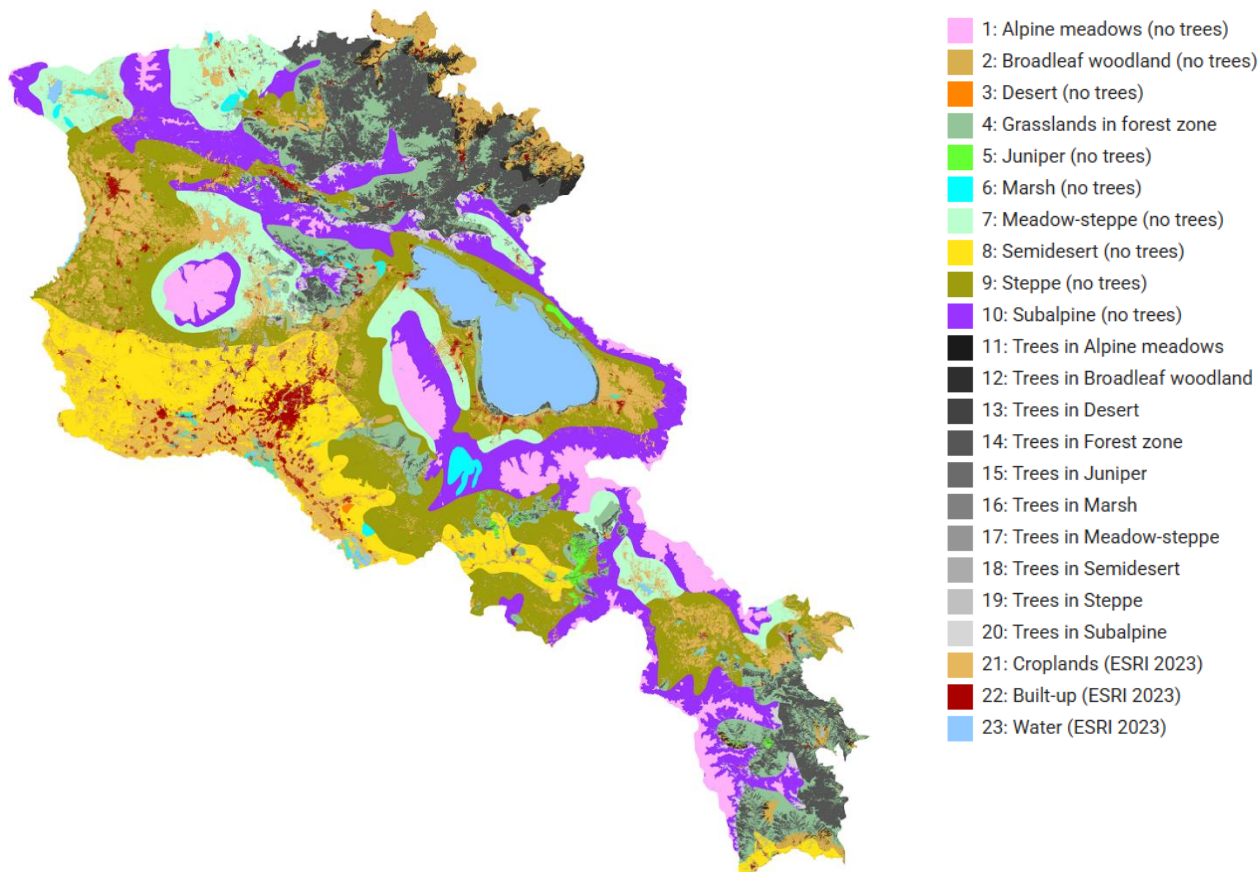 1: Alpine meadows (no trees)
2: Broadleaf woodland (no trees)
3: Desert (no trees)
4: Grasslands in forest zone
5: Juniper (no trees)
6: Marsh (no trees)
7: Meadow-steppe (no trees)
8: Semidesert (no trees)
9: Steppe (no trees)
10: Subalpine (no trees)
11: Trees in Alpine meadows
12: Trees in Broadleaf woodland
13: Trees in Desert
14: Trees in Forest zone
15: Trees in Juniper
16: Trees in Marsh
17: Trees in Meadow-steppe
18: Trees in Semidesert
19: Trees in Steppe
20: Trees in Subalpine
21: Croplands (ESRI 2023)
22: Built-up (ESRI 2023)
23: Water (ESRI 2023)